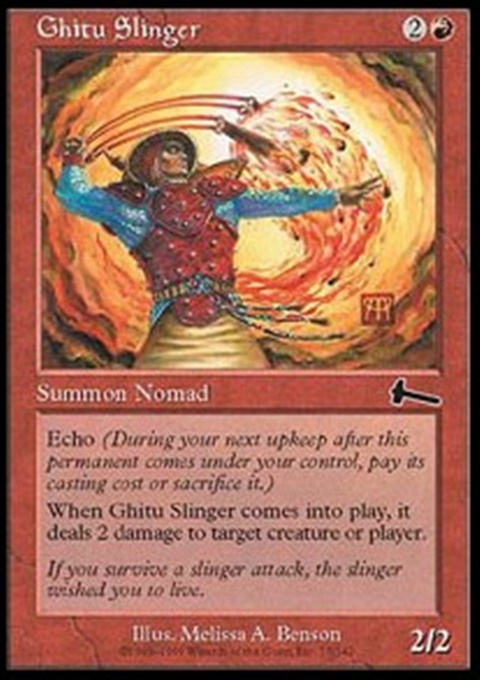 Ghitu Slinger
2
Summon Nomad
Echo (During your next upkeep after this
permanent comes under your control, pay its
casting cost or sacrifice it.)
When Ghitu Slinger comes into play, it
deals 2 damage to target creature or player.
If you survive a slinger attack, the slinger
wished you to live.
Illus. Melissa A. Benson
2/2